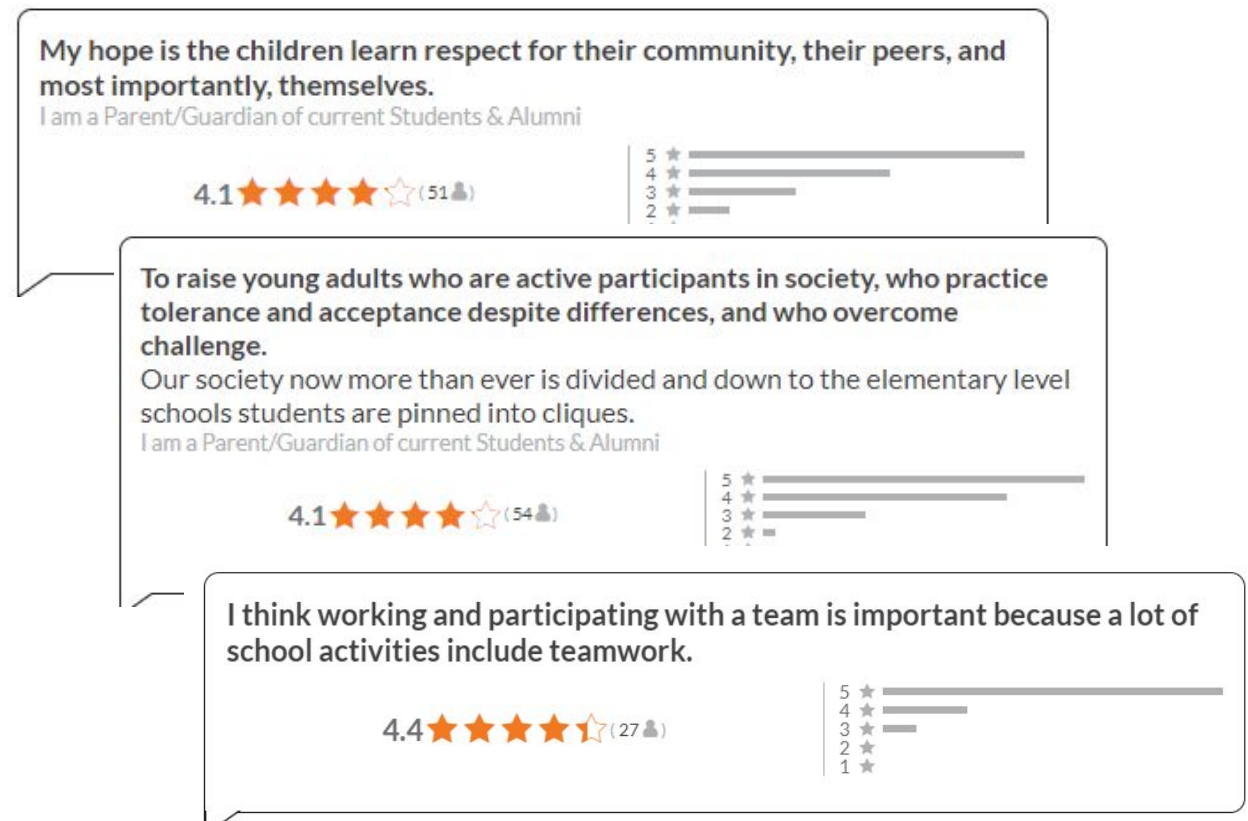 My hope is the children learn respect for their community, their peers, and
most importantly, themselves.
I am a Parent/Guardian of current Students & Alumni
4.1 (51)
5
4
3
2
To raise young adults who are active participants in society, who practice
tolerance and acceptance despite differences, and who overcome
challenge.
Our society now more than ever is divided and down to the elementary level
schools students are pinned into cliques.
I am a Parent/Guardian of current Students & Alumni
4.1 (54)
5
4
3
2
I think working and participating with a team is important because a lot of
school activities include teamwork.
4.4 (27)
5
4
3
2
1